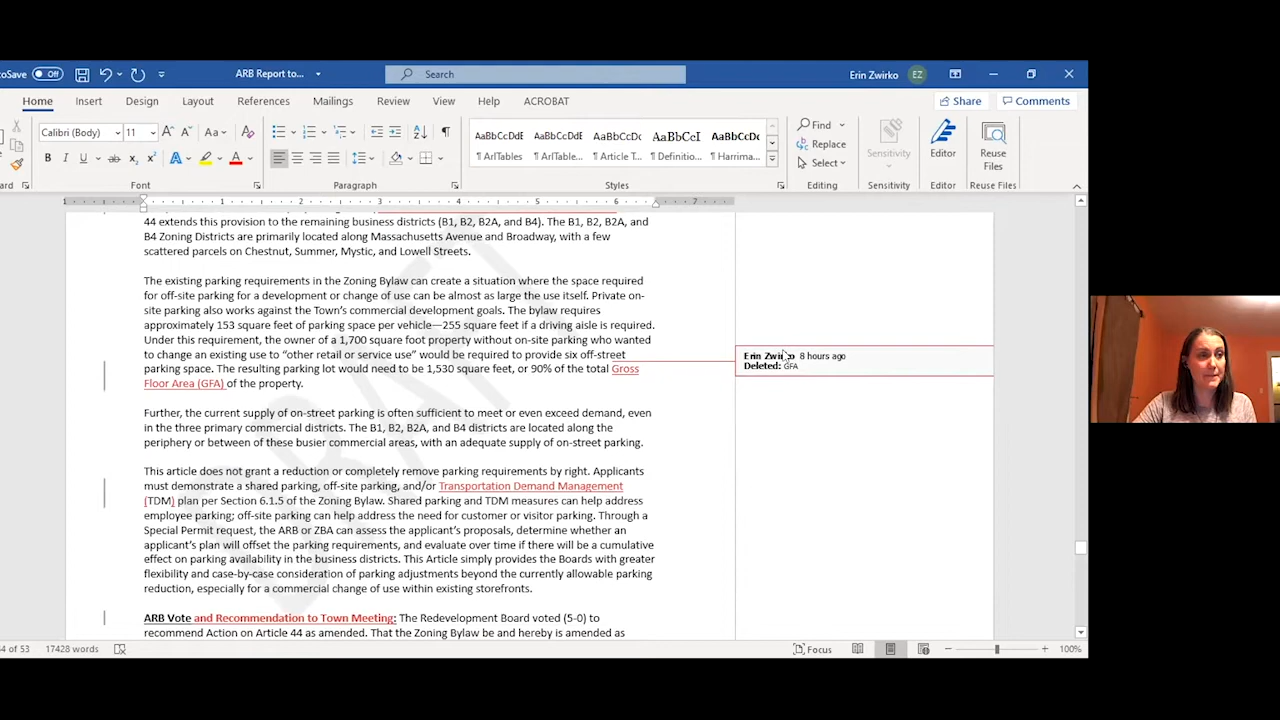 toSave Off ARB Report to... Search Erin Zwirko EZ
Home Insert Design Layout References Mailings Review View Help ACROBAT Share Comments
Calibri (Body) 11 Aa Find
AaBbCcDdE AaBbCcDdE AaBbCcDc AaBbCcI AaBbCcDc Replace
¶ ArlTables ¶ ArlTable... ¶ Article T... ¶ Definitio... ¶ Harrima... Select
Sensitivity Editor Reuse Files
ard Font Paragraph Styles Editing Sensitivity Editor Reuse Files
1 1 2 3 4 5 6 7
44 extends this provision to the remaining business districts (B1, B2, B2A, and B4). The B1, B2, B2A, and
B4 Zoning Districts are primarily located along Massachusetts Avenue and Broadway, with a few
scattered parcels on Chestnut, Summer, Mystic, and Lowell Streets.
The existing parking requirements in the Zoning Bylaw can create a situation where the space required
for off-site parking for a development or change of use can be almost as large the use itself. Private on-
site parking also works against the Town's commercial development goals. The bylaw requires
approximately 153 square feet of parking space per vehicle—255 square feet if a driving aisle is required.
Under this requirement, the owner of a 1,700 square foot property without on-site parking who wanted
to change an existing use to “other retail or service use” would be required to provide six off-street
parking space. The resulting parking lot would need to be 1,530 square feet, or 90% of the total Gross
Floor Area (GFA) of the property.
Erin Zwirko 8 hours ago
Deleted: GFA
Further, the current supply of on-street parking is often sufficient to meet or even exceed demand, even
in the three primary commercial districts. The B1, B2, B2A, and B4 districts are located along the
periphery or between of these busier commercial areas, with an adequate supply of on-street parking.
This article does not grant a reduction or completely remove parking requirements by right. Applicants
must demonstrate a shared parking, off-site parking, and/or Transportation Demand Management
(TDM) plan per Section 6.1.5 of the Zoning Bylaw. Shared parking and TDM measures can help address
employee parking; off-site parking can help address the need for customer or visitor parking. Through a
Special Permit request, the ARB or ZBA can assess the applicant's proposals, determine whether an
applicant's plan will offset the parking requirements, and evaluate over time if there will be a cumulative
effect on parking availability in the business districts. This Article simply provides the Boards with greater
flexibility and case-by-case consideration of parking adjustments beyond the currently allowable parking
reduction, especially for a commercial change of use within existing storefronts.
ARB Vote and Recommendation to Town Meeting: The Redevelopment Board voted (5-0) to
recommend Action on Article 44 as amended. That the Zoning Bylaw be and hereby is amended as
4 of 53 17428 words Focus 100%